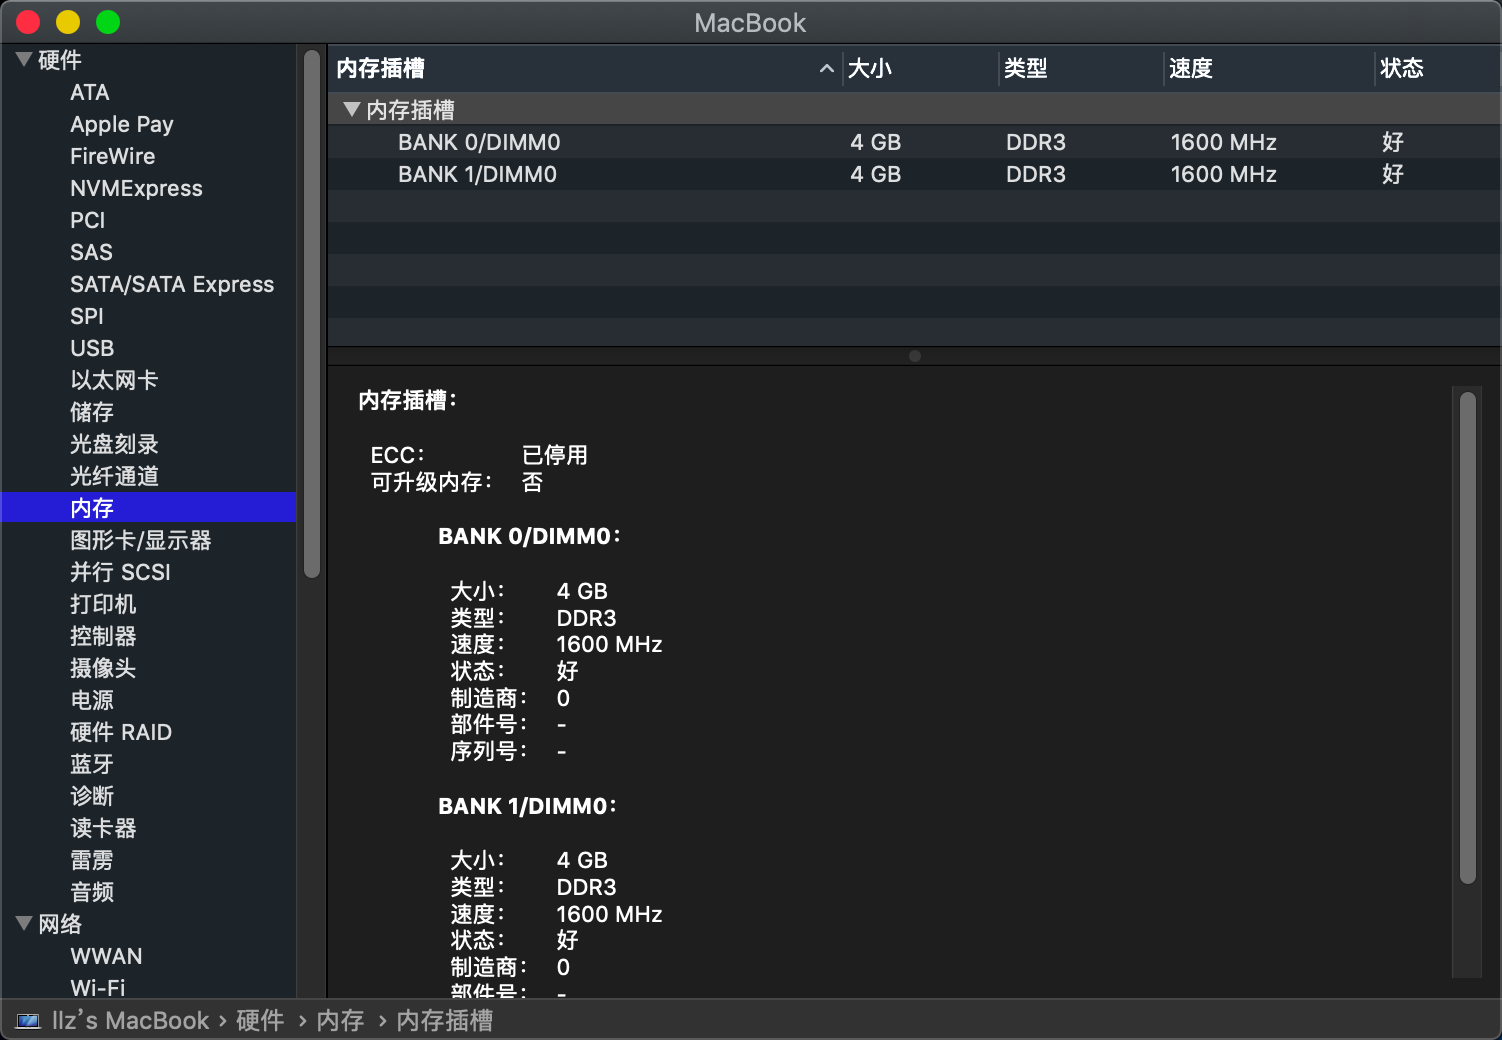 MacBook
硬件
ATA
Apple Pay
FireWire
NVMExpress
PCI
SAS
SATA/SATA Express
SPI
USB
以太网卡
储存
光盘刻录
光纤通道
内存
图形卡/显示器
并行 SCSI
打印机
控制器
摄像头
电源
硬件 RAID
蓝牙
诊断
读卡器
雷雳
音频
网络
WWAN
Wi-Fi
内存插槽 大小 类型 速度 状态
内存插槽
BANK 0/DIMM0 4 GB DDR3 1600 MHz 好
BANK 1/DIMM0 4 GB DDR3 1600 MHz 好
内存插槽：
ECC： 已停用
可升级内存： 否
BANK 0/DIMM0：
大小： 4 GB
类型： DDR3
速度： 1600 MHz
状态： 好
制造商： 0
部件号： -
序列号： -
BANK 1/DIMM0：
大小： 4 GB
类型： DDR3
速度： 1600 MHz
状态： 好
制造商： 0
部件号： -
llz’s MacBook › 硬件 › 内存 › 内存插槽